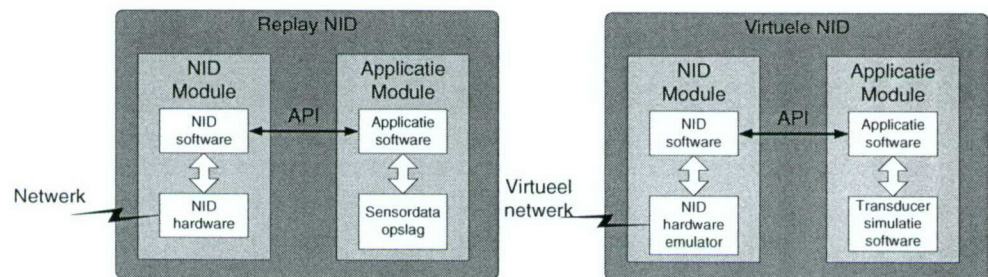 Replay NID
NID
Module
Applicatie
Module
API
NID
software
Applicatie
software
Netwerk
NID
hardware
Sensordata
opslag
Virtuele NID
NID
Module
Applicatie
Module
API
NID
software
Applicatie
software
Virtueel
netwerk
NID
hardware
emulator
Transducer
simulatie
software